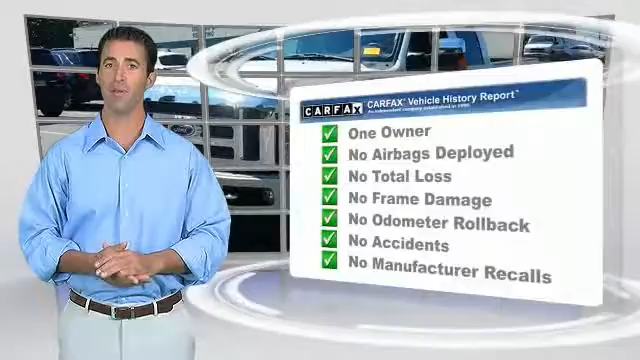 CARFAX CARFAX® Vehicle History Report™
An independent company established in 1986
One Owner
No Airbags Deployed
No Total Loss
No Frame Damage
No Odometer Rollback
No Accidents
No Manufacturer Recalls
Ford